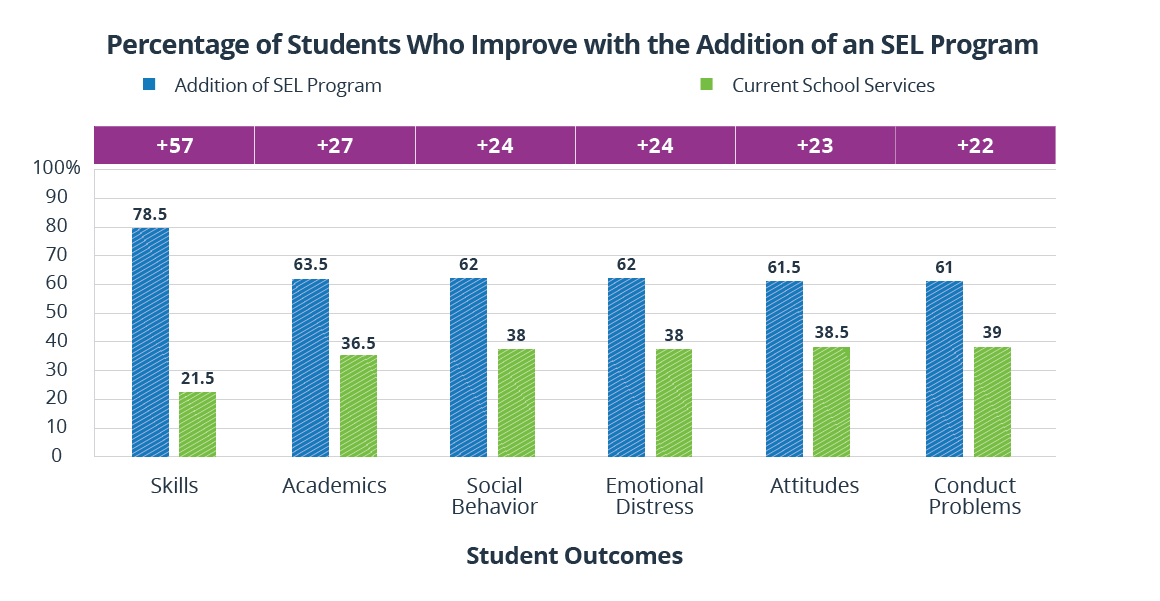 Percentage of Students Who Improve with the Addition of an SEL Program
Addition of SEL Program
Current School Services
+57
+27
+24
+24
+23
+22
100%
90
80
70
60
50
40
30
20
10
0
78.5
21.5
63.5
36.5
62
38
62
38
61.5
38.5
61
39
Skills
Academics
Social
Behavior
Emotional
Distress
Attitudes
Conduct
Problems
Student Outcomes